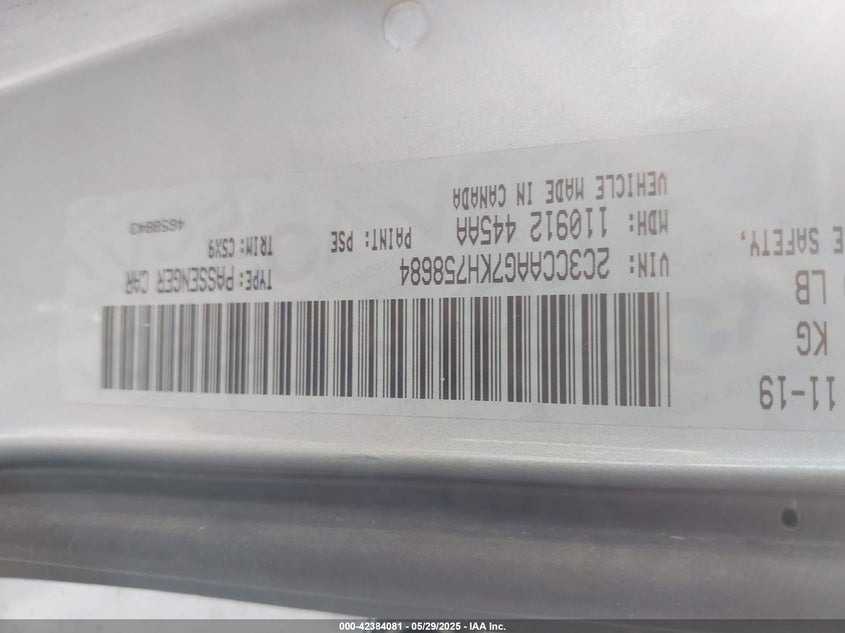 11-19
KG
LB
E SAFETY,
VIN: 2C3CCAAG7KH758684
TYPE: PASSENGER CAR
MDH: 110912 445AA
PAINT: PSE
TRIM: CSX9
VEHICLE MADE IN CANADA
4658843
000-42384081 - 05/29/2025 - IAA Inc.